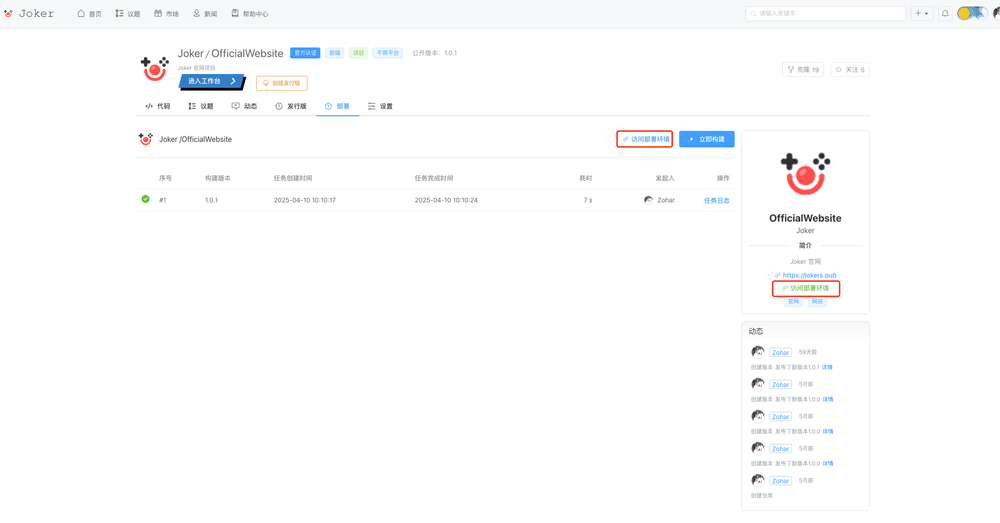 Joker 首页 议题 市场 新闻 帮助中心 请输入关键字
Joker / OfficialWebsite 官方认证 前端 项目 不限平台 公开版本：1.0.1
Joker 官网项目
进入工作台 创建发行版 克隆 19 关注 5
代码 议题 动态 发行版 部署 设置
Joker /OfficialWebsite 访问部署环境 立即构建
序号 构建版本 任务创建时间 任务完成时间 耗时 发起人 操作
#1 1.0.1 2025-04-10 10:10:17 2025-04-10 10:10:24 7 s Zohar 任务日志
OfficialWebsite
Joker
简介
Joker 官网
https://jokers.pub
访问部署环境
官网 网站
动态
Zohar 59天前
创建版本 发布了新版本1.0.1 详情
Zohar 5月前
创建版本 发布了新版本1.0.0 详情
Zohar 5月前
创建版本 发布了新版本1.0.0 详情
Zohar 5月前
创建版本 发布了新版本1.0.0 详情
Zohar 5月前
创建仓库